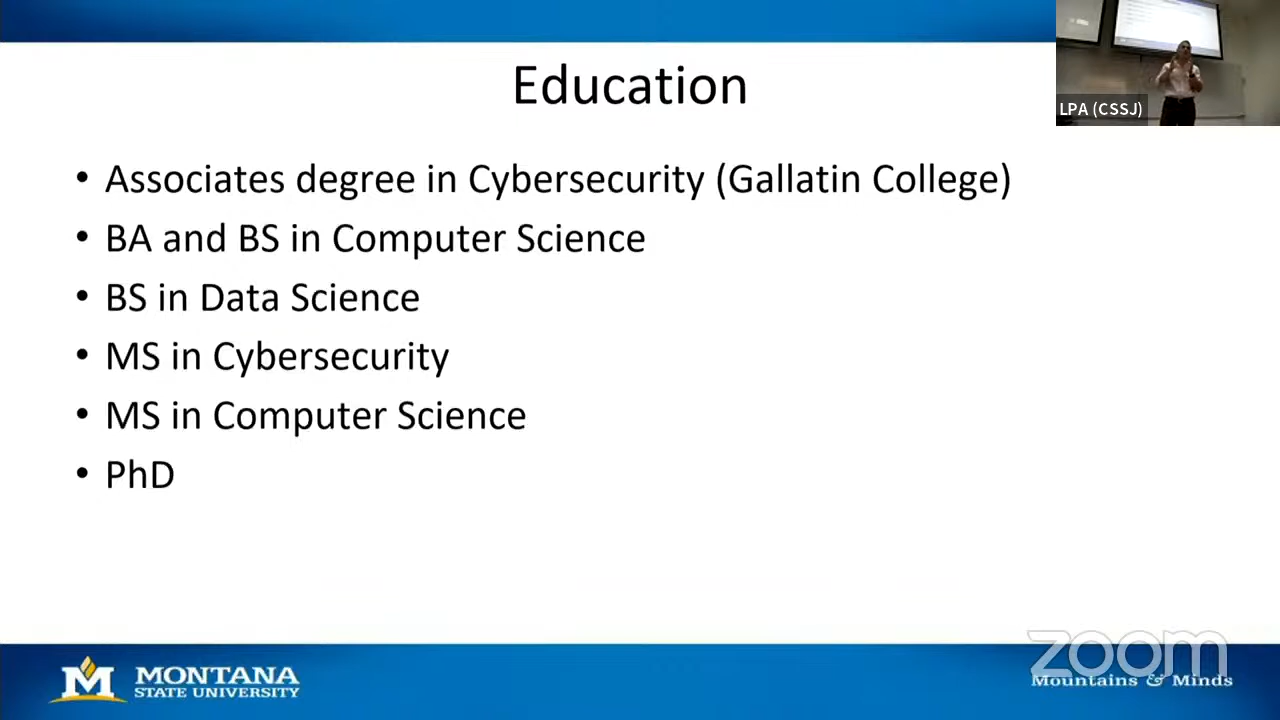 Education
LPA (CSSJ)
• Associates degree in Cybersecurity (Gallatin College)
• BA and BS in Computer Science
• BS in Data Science
• MS in Cybersecurity
• MS in Computer Science
• PhD
zoom
M MONTANA
STATE UNIVERSITY
Mountains & Minds